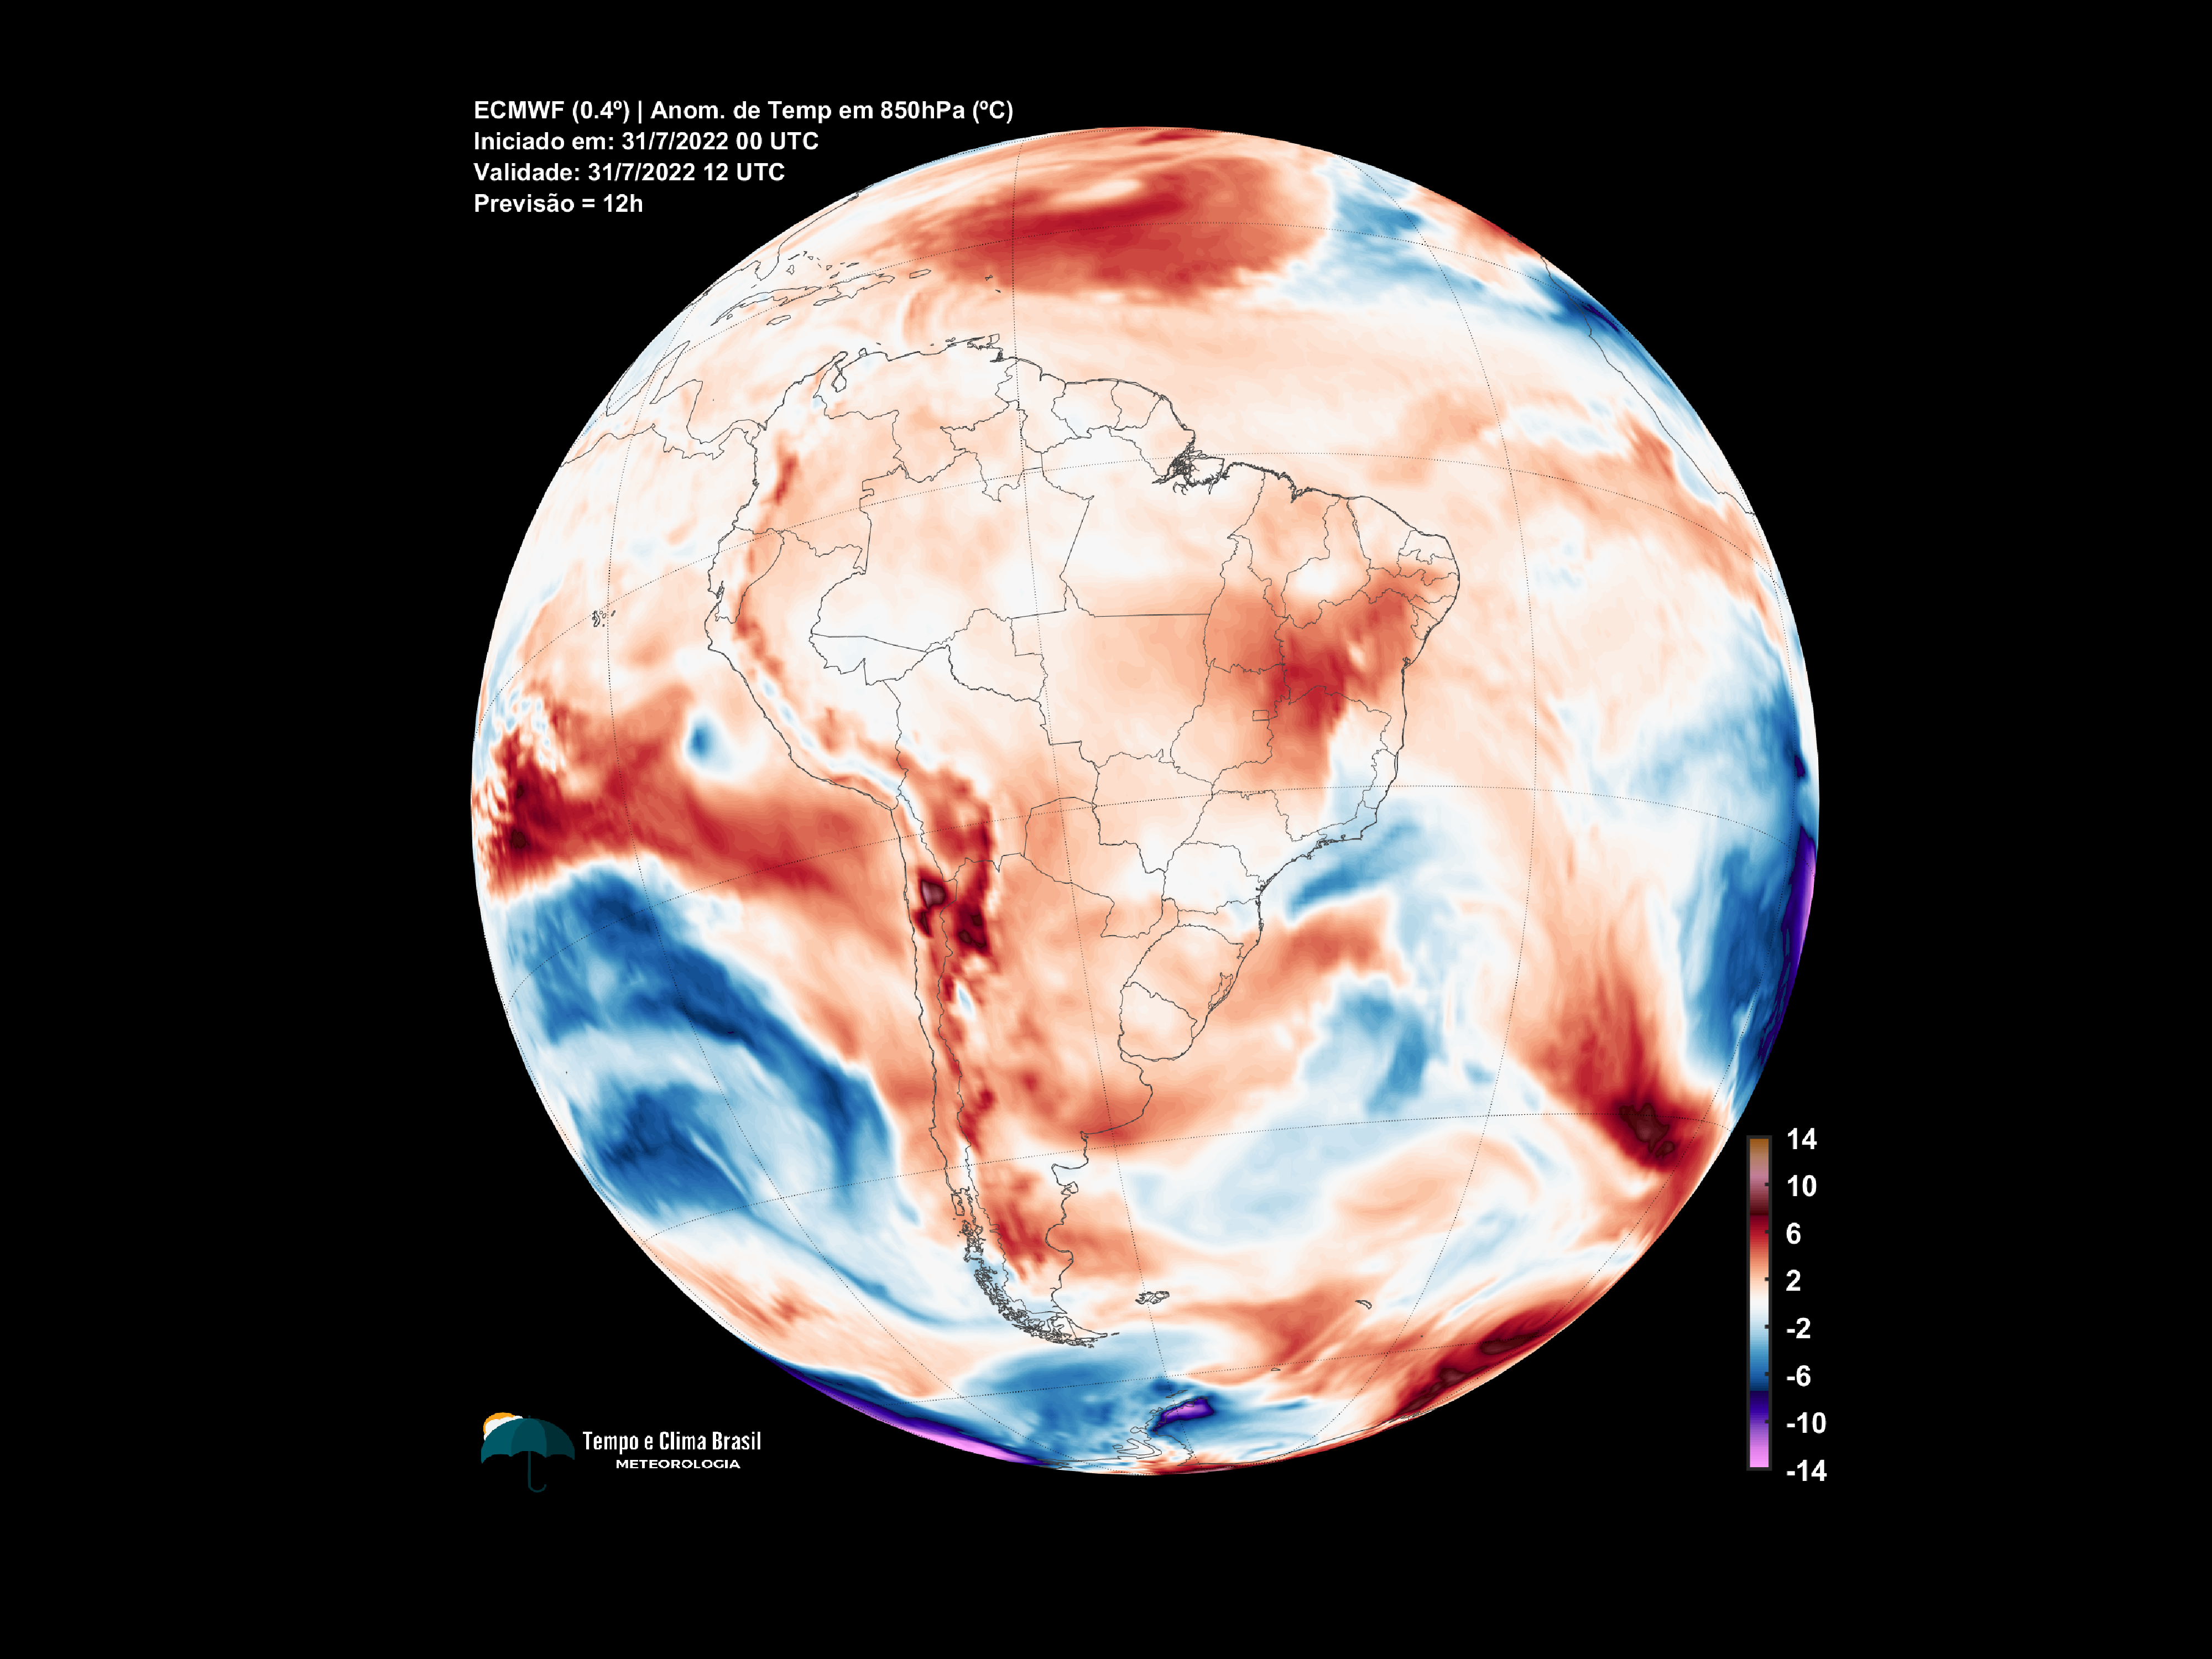 ECMWF (0.4º) | Anom. de Temp em 850hPa (ºC)
Iniciado em: 31/7/2022 00 UTC
Validade: 31/7/2022 12 UTC
Previsão = 12h
14
10
6
2
-2
-6
-10
-14
Tempo e Clima Brasil
METEOROLOGIA